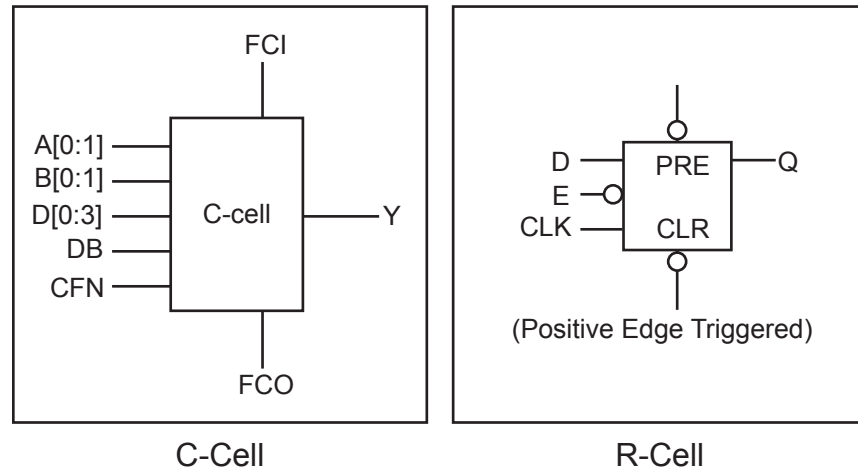 FCI
A[0:1]
B[0:1]
D[0:3]
DB
CFN
C-cell
Y
FCO
C-Cell
D
E
CLK
PRE
CLR
Q
(Positive Edge Triggered)
R-Cell